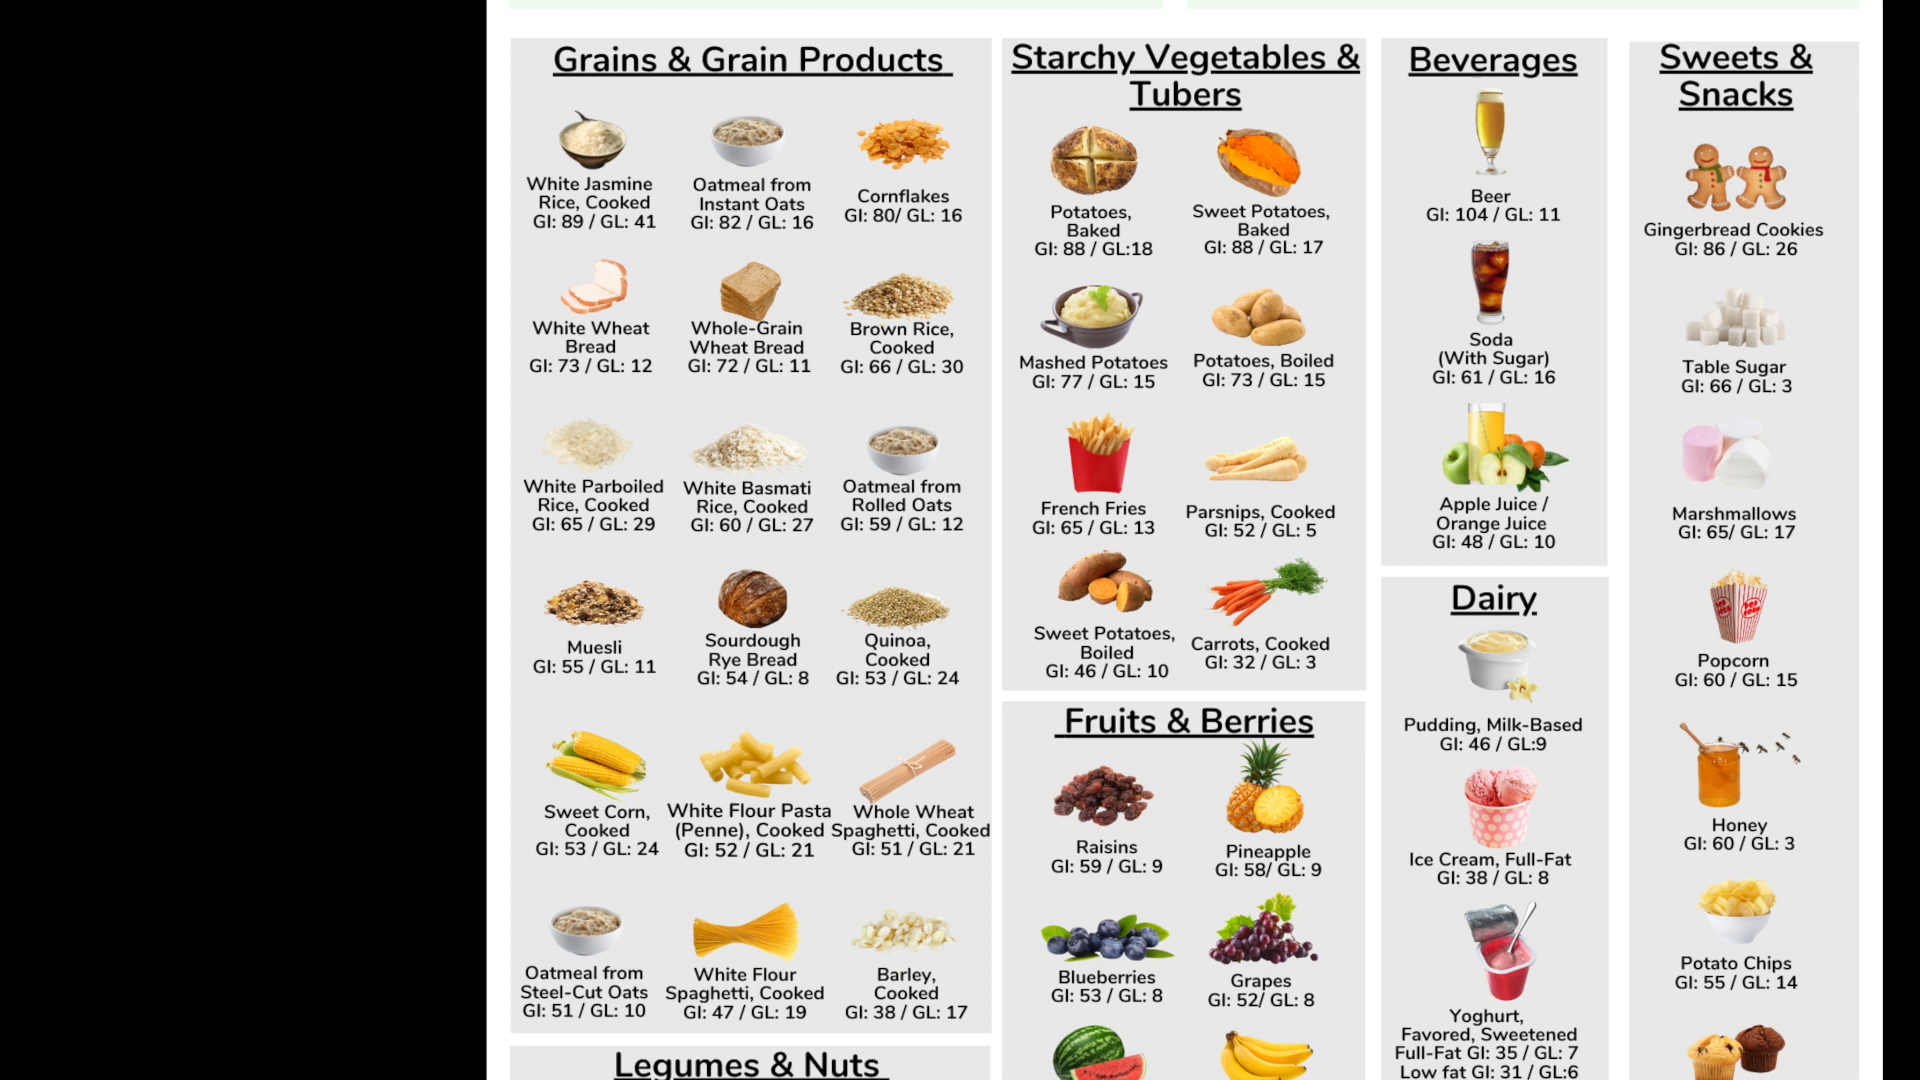 Grains & Grain Products
White Jasmine
Rice, Cooked
GI: 89 / GL: 41
Oatmeal from
Instant Oats
GI: 82 / GL: 16
Cornflakes
GI: 80/ GL: 16
White Wheat
Bread
GI: 73 / GL: 12
Whole-Grain
Wheat Bread
GI: 72 / GL: 11
Brown Rice,
Cooked
GI: 66 / GL: 30
White Parboiled
Rice, Cooked
GI: 65 / GL: 29
White Basmati
Rice, Cooked
GI: 60 / GL: 27
Oatmeal from
Rolled Oats
GI: 59 / GL: 12
Muesli
GI: 55 / GL: 11
Sourdough
Rye Bread
GI: 54 / GL: 8
Quinoa,
Cooked
GI: 53 / GL: 24
Sweet Corn,
Cooked
GI: 53 / GL: 24
White Flour Pasta
(Penne), Cooked
GI: 52 / GL: 21
Whole Wheat
Spaghetti, Cooked
GI: 51 / GL: 21
Oatmeal from
Steel-Cut Oats
GI: 51 / GL: 10
White Flour
Spaghetti, Cooked
GI: 47 / GL: 19
Barley,
Cooked
GI: 38 / GL: 17
Legumes & Nuts
Starchy Vegetables &
Tubers
Potatoes,
Baked
GI: 88 / GL:18
Sweet Potatoes,
Baked
GI: 88 / GL: 17
Mashed Potatoes
GI: 77 / GL: 15
Potatoes, Boiled
GI: 73 / GL: 15
French Fries
GI: 65 / GL: 13
Parsnips, Cooked
GI: 52 / GL: 5
Sweet Potatoes,
Boiled
GI: 46 / GL: 10
Carrots, Cooked
GI: 32 / GL: 3
Fruits & Berries
Raisins
GI: 59 / GL: 9
Pineapple
GI: 58/ GL: 9
Blueberries
GI: 53 / GL: 8
Grapes
GI: 52/ GL: 8
Beverages
Beer
GI: 104 / GL: 11
Soda
(With Sugar)
GI: 61 / GL: 16
Apple Juice /
Orange Juice
GI: 48 / GL: 10
Dairy
Pudding, Milk-Based
GI: 46 / GL:9
Ice Cream, Full-Fat
GI: 38 / GL: 8
Yoghurt,
Favored, Sweetened
Full-Fat GI: 35 / GL: 7
Low fat GI: 31 / GL:6
Sweets &
Snacks
Gingerbread Cookies
GI: 86 / GL: 26
Table Sugar
GI: 66 / GL: 3
Marshmallows
GI: 65/ GL: 17
Popcorn
GI: 60 / GL: 15
Honey
GI: 60 / GL: 3
Potato Chips
GI: 55 / GL: 14